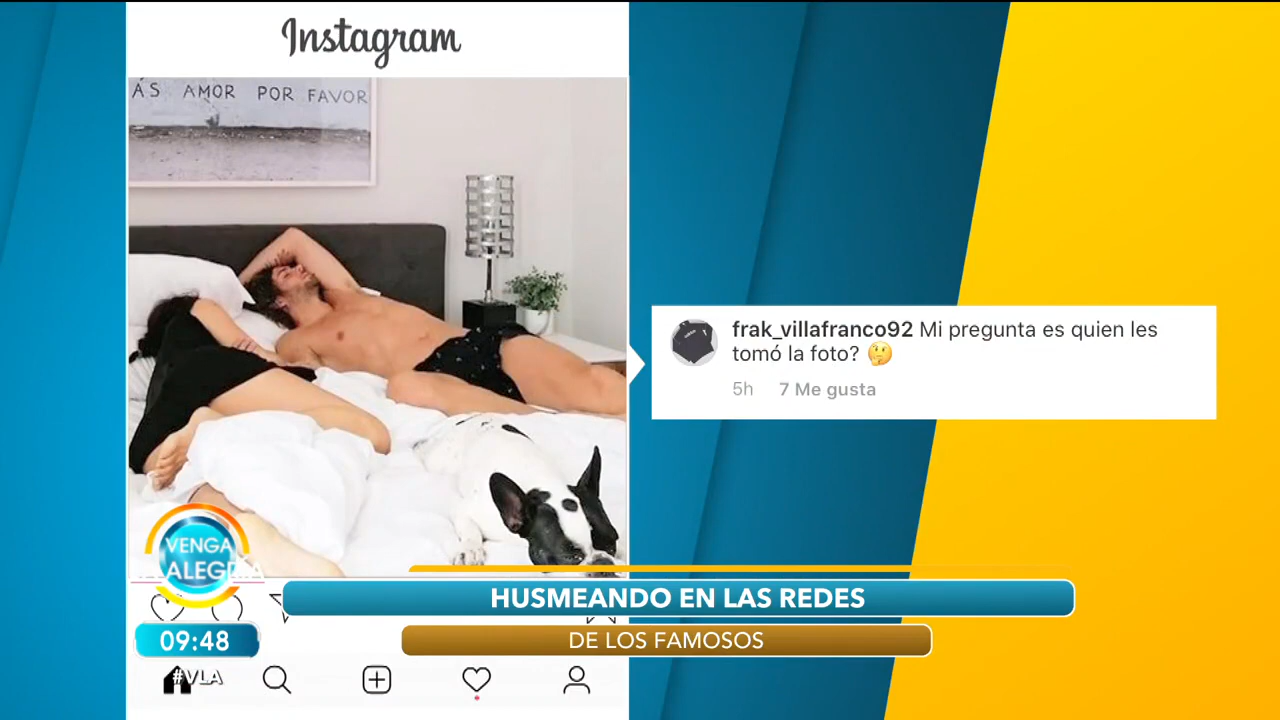 Instagram
ÁS AMOR POR FAVOR
frak_villafranco92 Mi pregunta es quien les
tomó la foto? 🤔
5h 7 Me gusta
VENGA
LA ALEGRÍA
HUSMEANDO EN LAS REDES
09:48
DE LOS FAMOSOS
#VLA